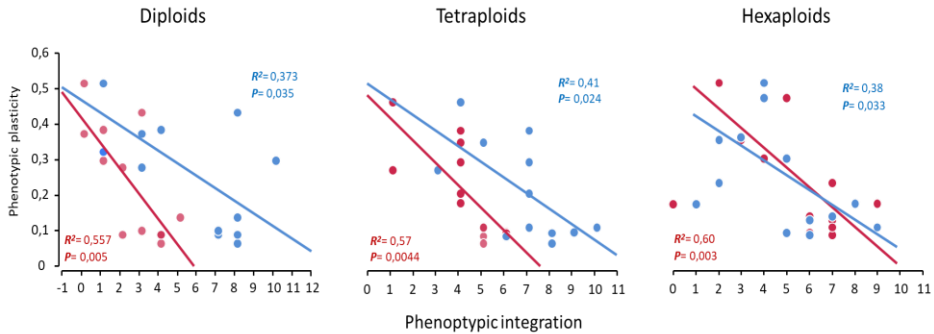 Diploids
Tetraploids
Hexaploids
Phenoptypic plasticity
0,6
0,5
0,4
0,3
0,2
0,1
0
R²= 0,373
P= 0,035
R²= 0,557
P= 0,005
-1 0 1 2 3 4 5 6 7 8 9 10 11 12
R²= 0,41
P= 0,024
R²= 0,57
P= 0,0044
0 1 2 3 4 5 6 7 8 9 10 11
R²= 0,38
P= 0,033
R²= 0,60
P= 0,003
0 1 2 3 4 5 6 7 8 9 10 11
Phenoptypic integration